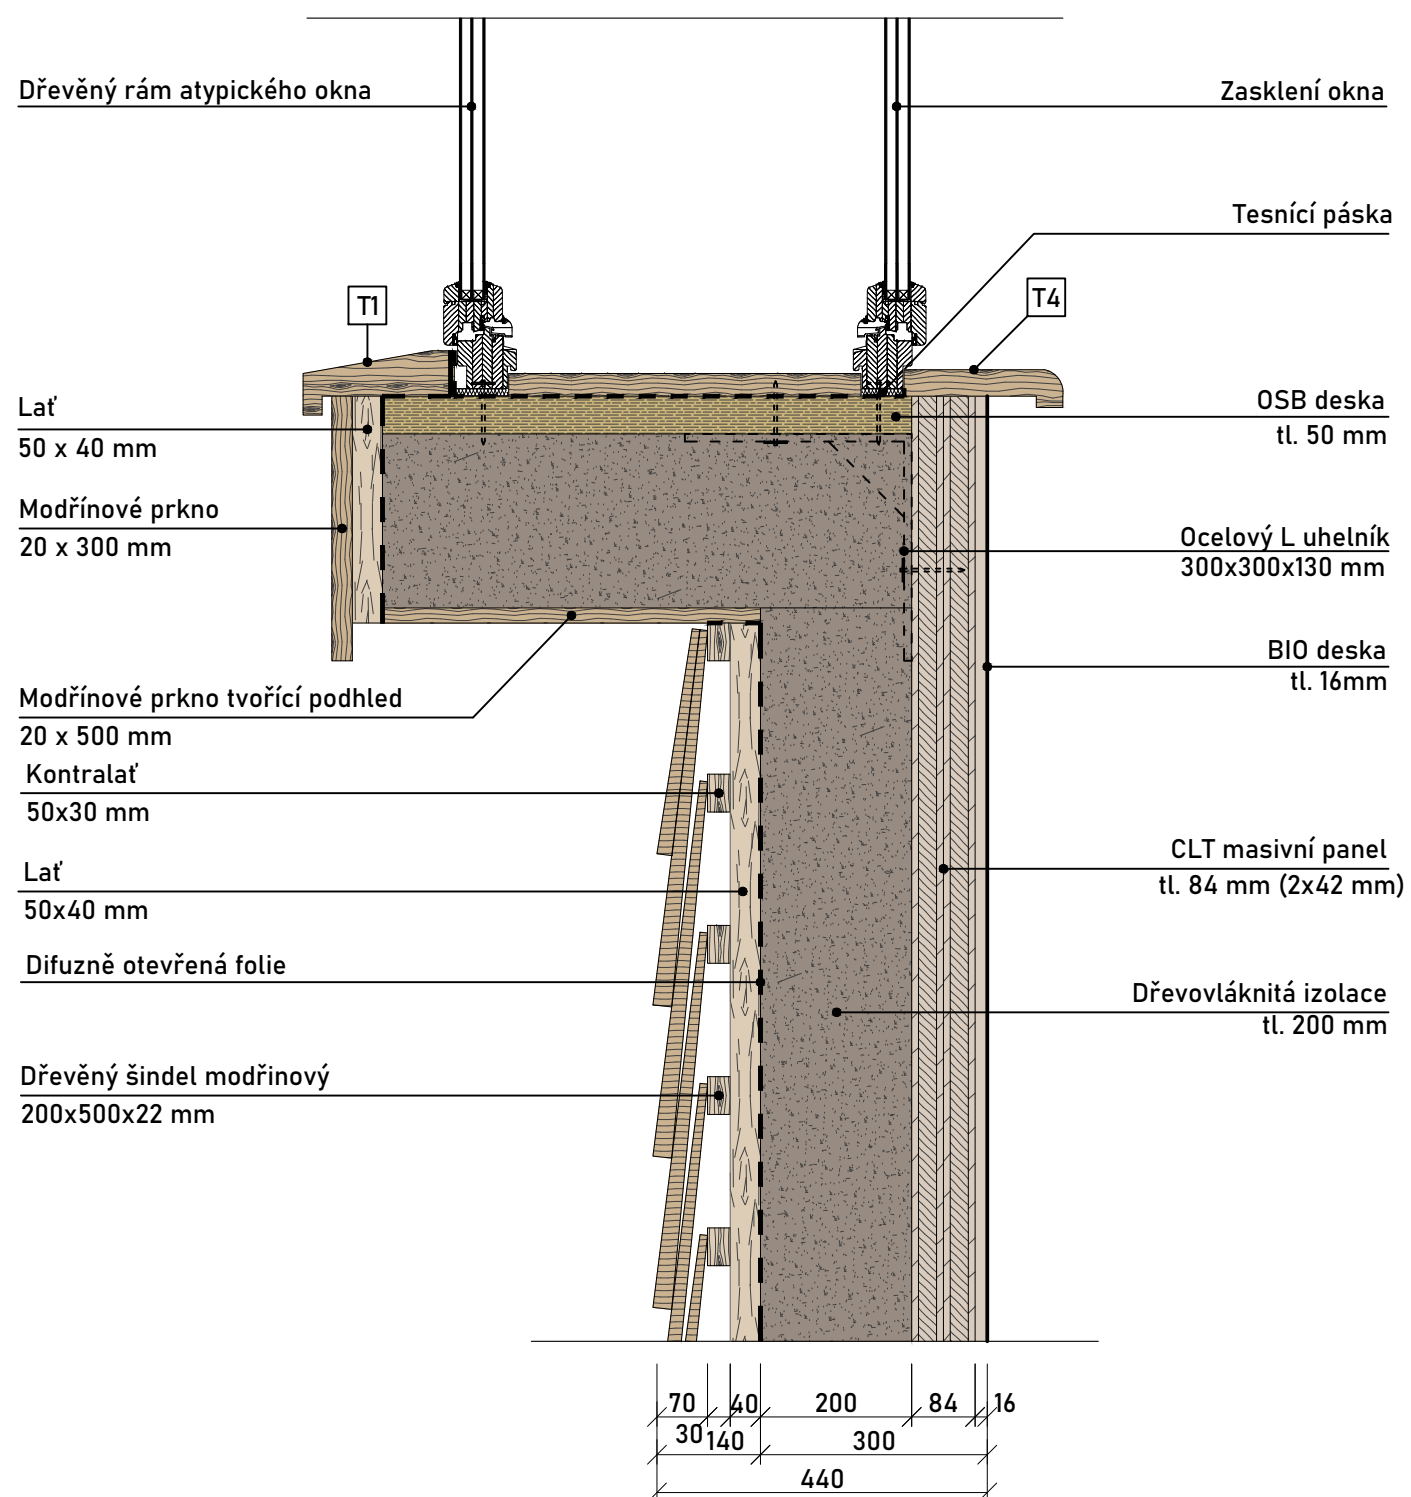 Dřevěný rám atypického okna
Zasklení okna
Tesnící páska
T1
T4
Lať
50 x 40 mm
OSB deska
tl. 50 mm
Modřínové prkno
20 x 300 mm
Ocelový L uhelník
300x300x130 mm
BIO deska
tl. 16mm
Modřínové prkno tvořící podhled
20 x 500 mm
Kontralať
50x30 mm
CLT masivní panel
tl. 84 mm (2x42 mm)
Lať
50x40 mm
Difuzně otevřená folie
Dřevovláknitá izolace
tl. 200 mm
Dřevěný šindel modřinový
200x500x22 mm
70 40 200 84 16
30 140 300
440